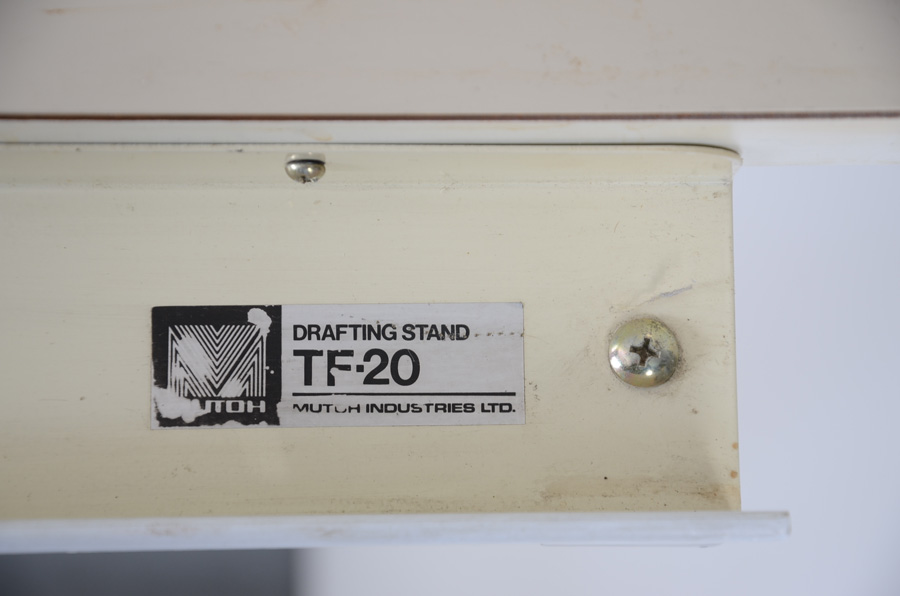 DRAFTING STAND
TF-20
MUTOH
MUTOH INDUSTRIES LTD.